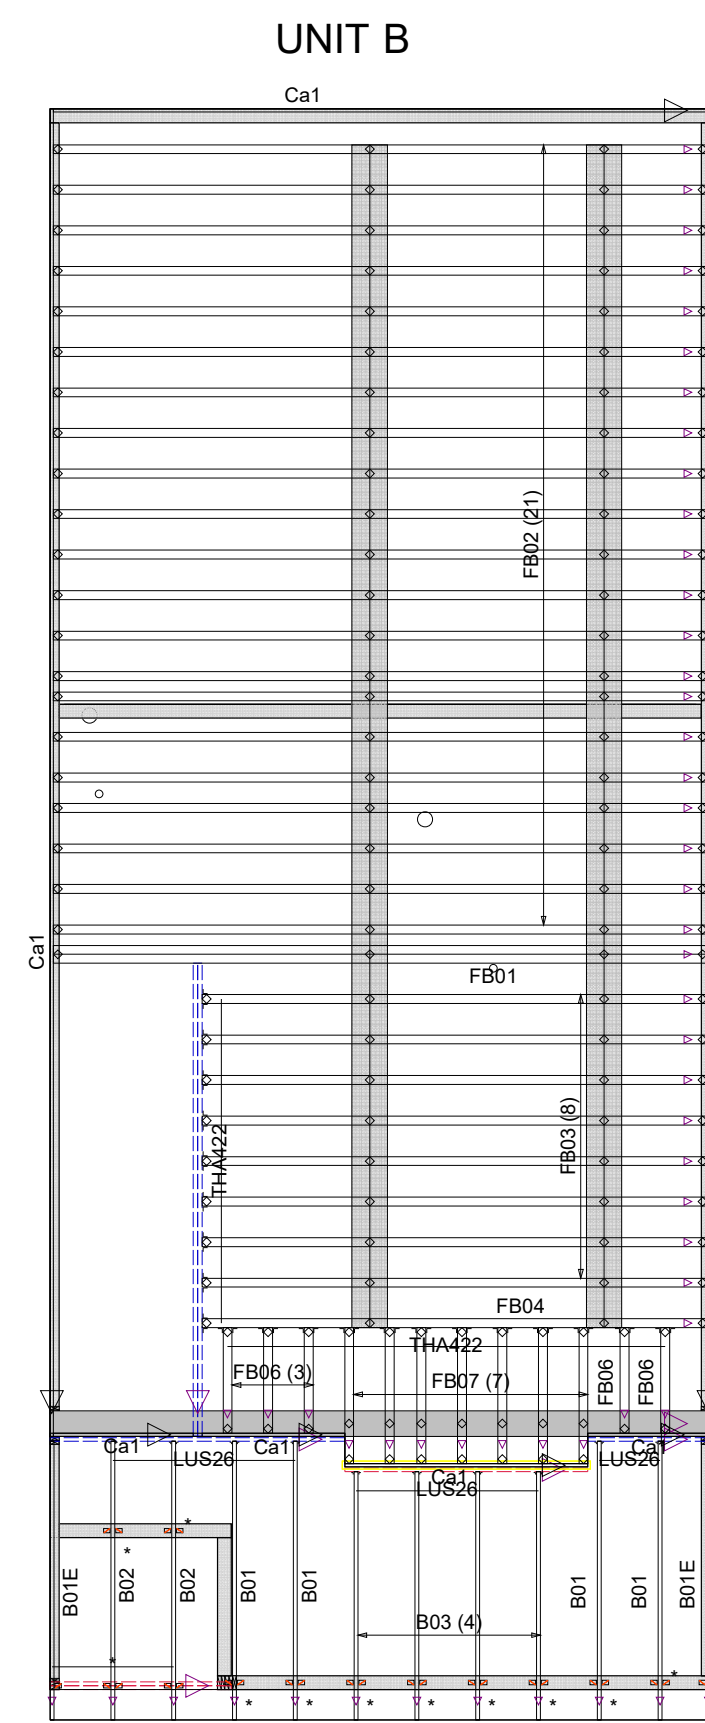 UNIT B
Ca1
FB02 (21)
Ca1
FB01
THA422
FB03 (8)
FB04
THA422
FB06 (3)
FB07 (7)
FB06
FB06
Ca1
Ca1
Ca1
LUS26
LUS26
Ca1
LUS26
*
*
B01E
B02
B02
B01
B01
B01
B01
B01E
B03 (4)
*
*
* * * * * * *